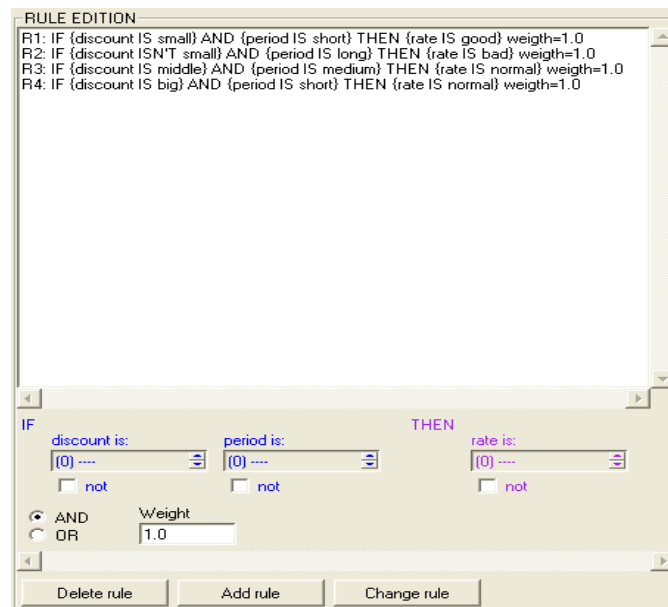 RULE EDITION
R1: IF {discount IS small} AND {period IS short} THEN {rate IS good} weigth=1.0
R2: IF {discount ISN'T small} AND {period IS long} THEN {rate IS bad} weigth=1.0
R3: IF {discount IS middle} AND {period IS medium} THEN {rate IS normal} weigth=1.0
R4: IF {discount IS big} AND {period IS short} THEN {rate IS normal} weigth=1.0
IF THEN
discount is: period is: rate is:
(0) ---- (0) ---- (0) ----
not not not
AND Weight
OR 1.0
Delete rule Add rule Change rule